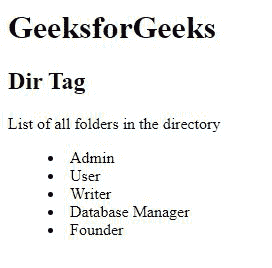 GeeksforGeeks
Dir Tag
List of all folders in the directory
• Admin
• User
• Writer
• Database Manager
• Founder